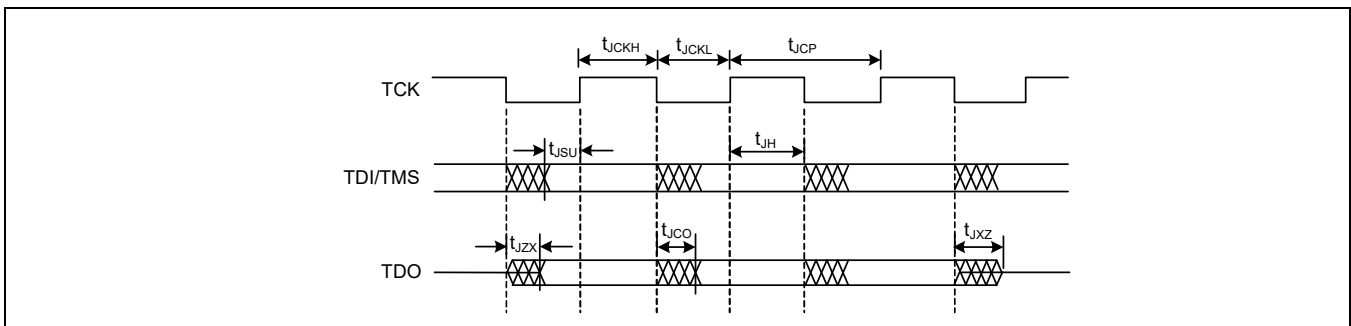 tJCKH tJCKL tJCP
TCK
tJSU tJH
TDI/TMS
tJZX tJCO tJXZ
TDO